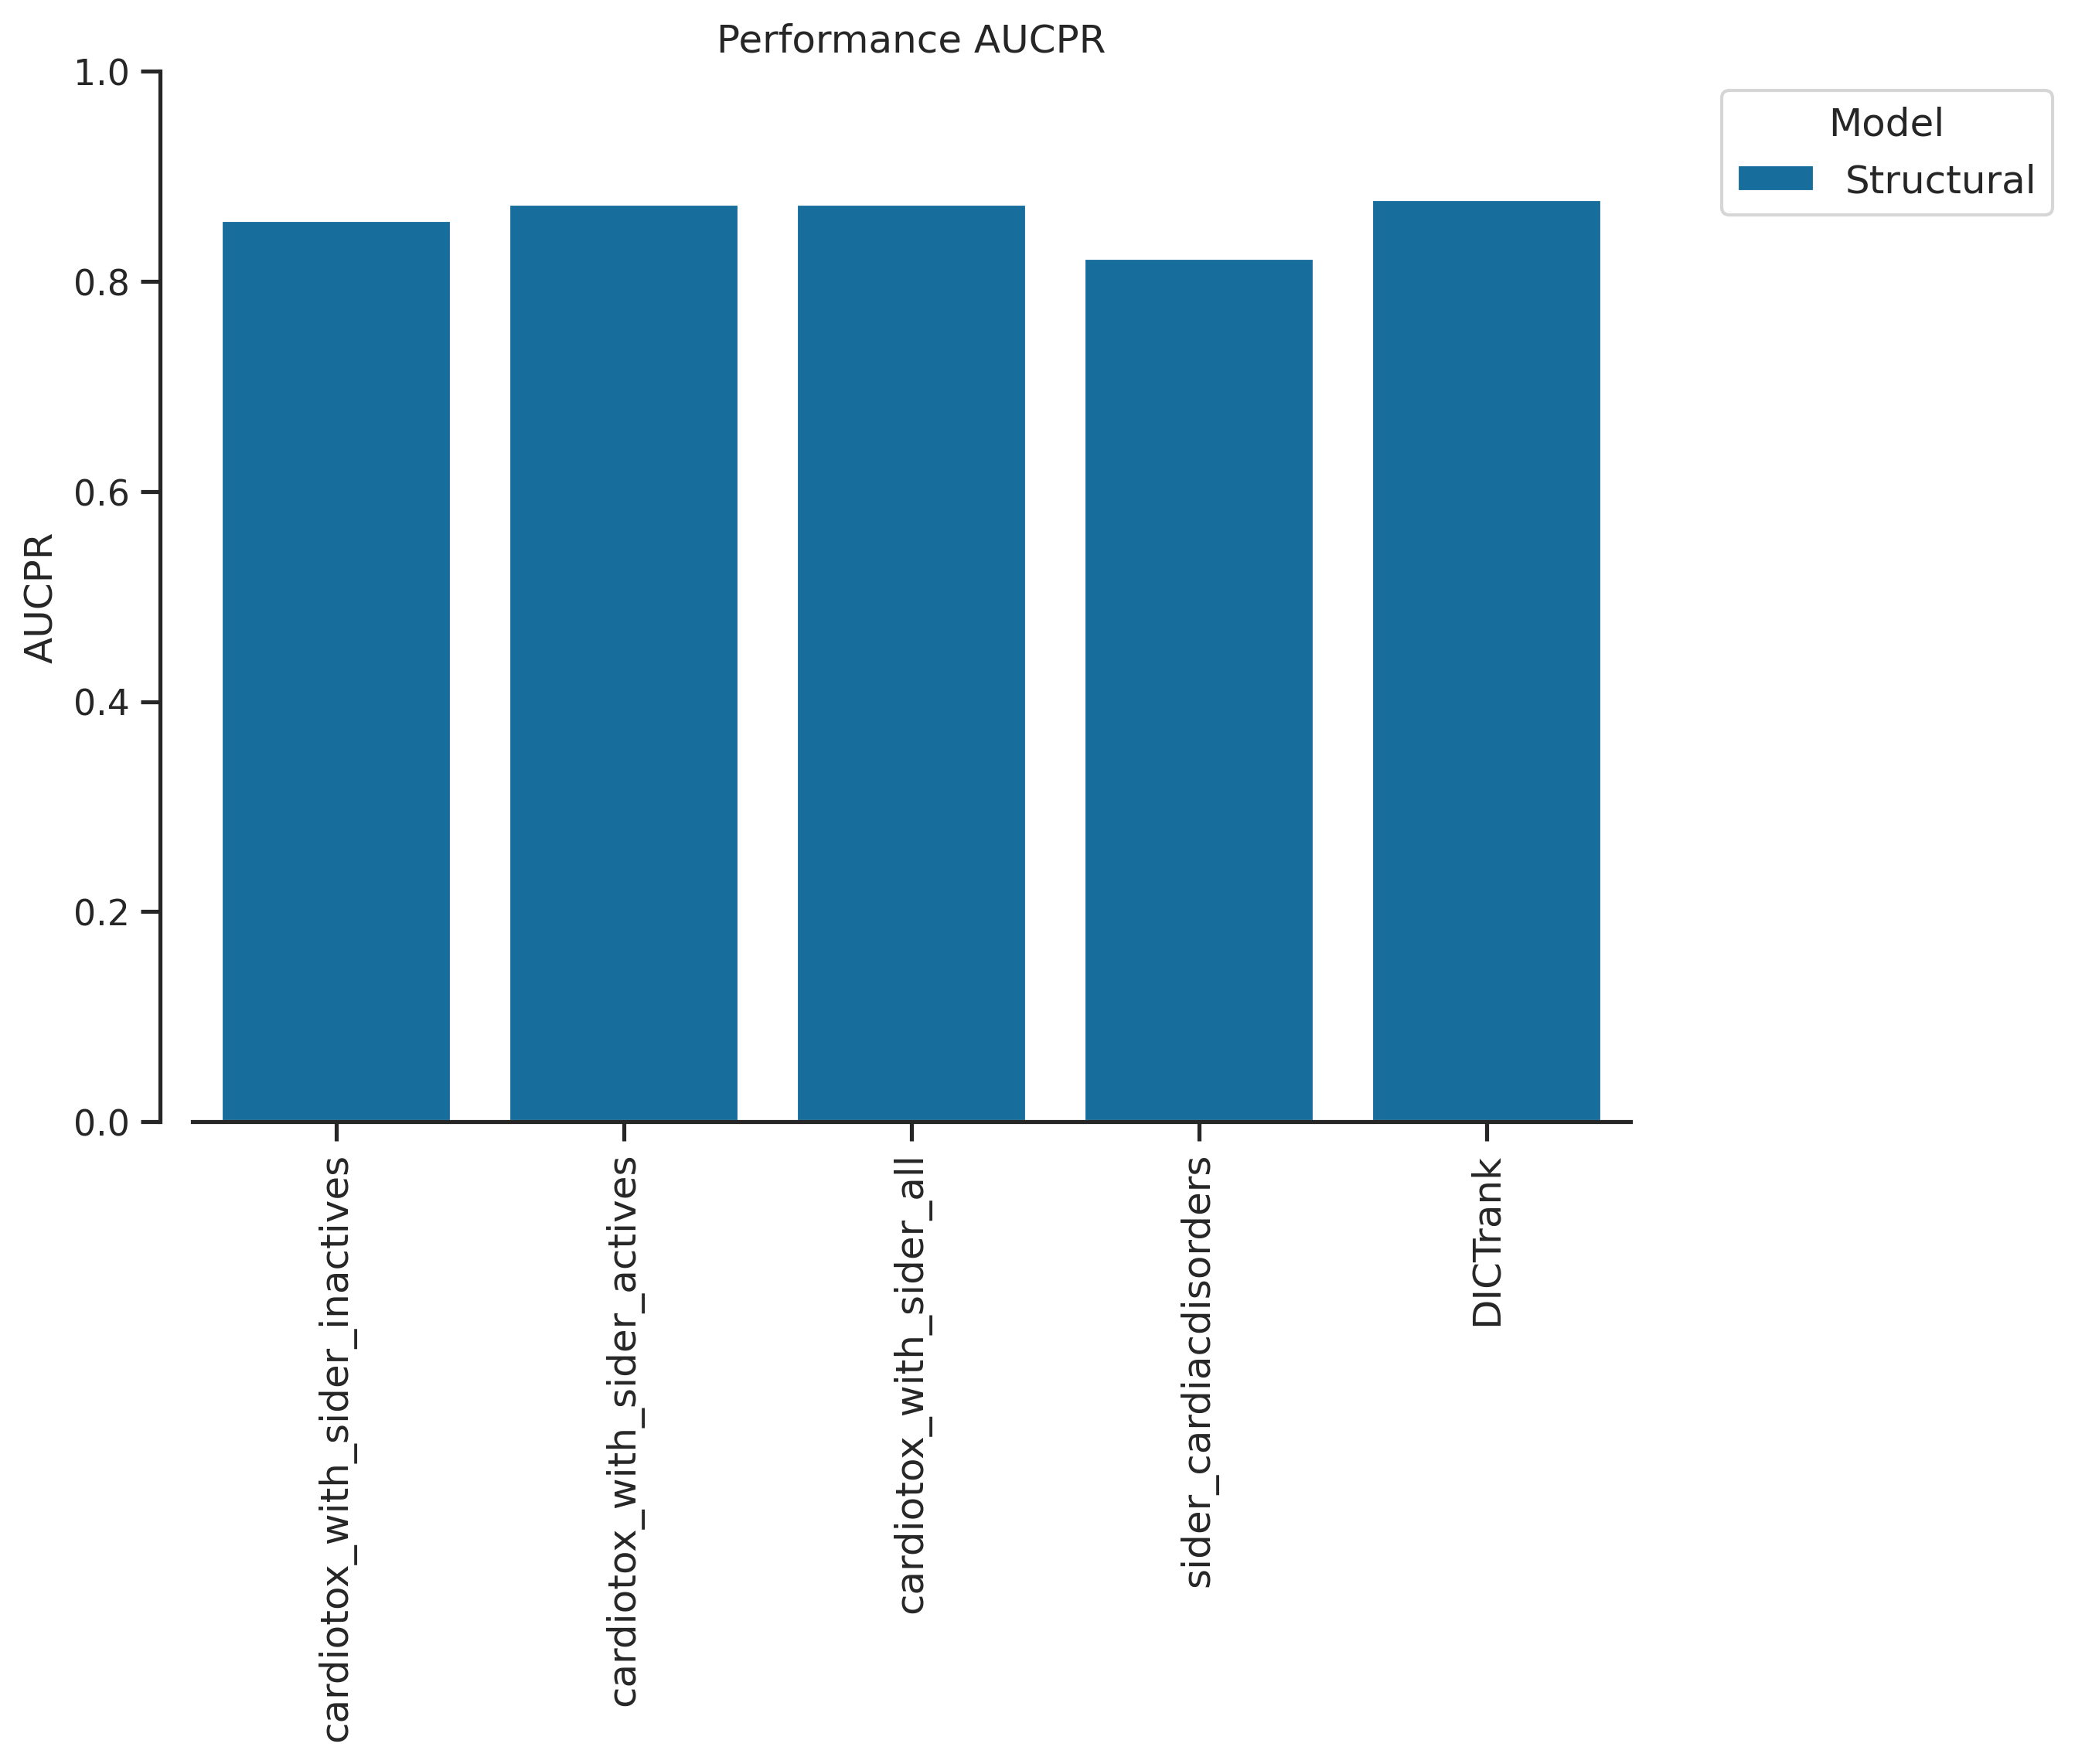 Performance AUCPR
1.0
0.8
0.6
0.4
0.2
0.0
AUCPR
cardiotox_with_sider_inactives
cardiotox_with_sider_actives
cardiotox_with_sider_all
sider_cardiacdisorders
DICTrank
Model
Structural